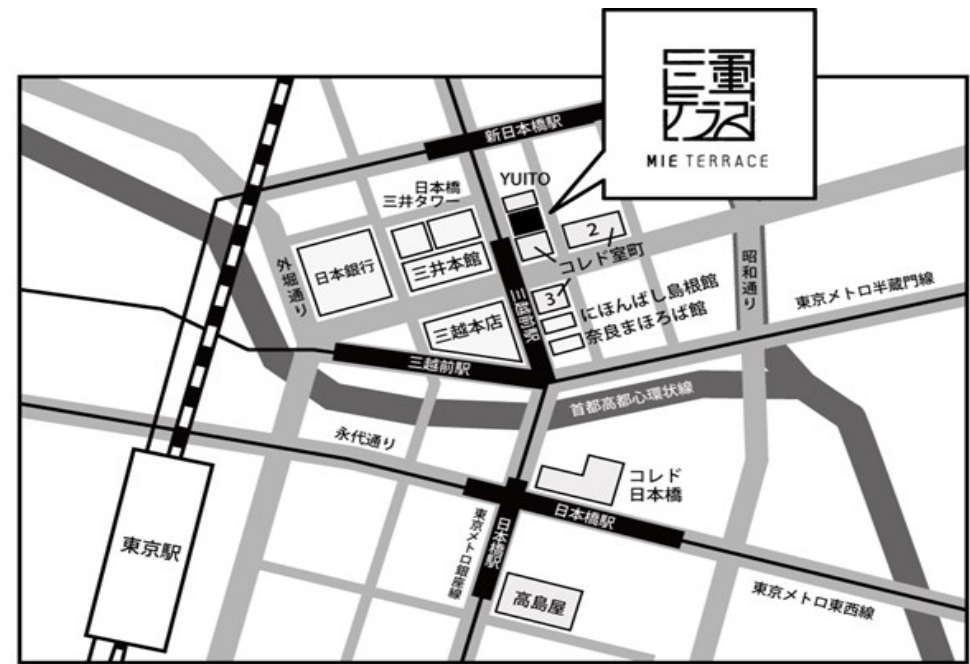 三重
テラス
MIE TERRACE
新日本橋駅
YUITO
日本橋
三井タワー
2
コレド室町
外堀通り
日本銀行
三井本館
三越前駅
3
にほんばし島根館
奈良まほろば館
昭和通り
東京メトロ半蔵門線
三越本店
三越前駅
首都高都心環状線
永代通り
コレド
日本橋
日本橋駅
日本橋駅
東京メトロ銀座線
東京駅
高島屋
東京メトロ東西線